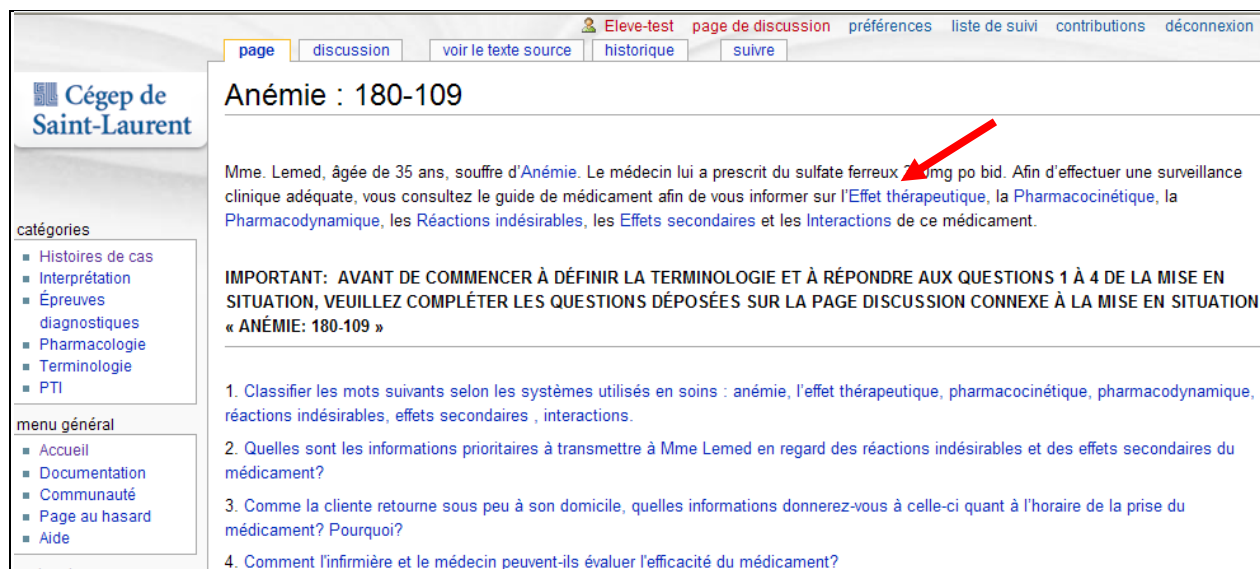 Eleve-test page de discussion préférences liste de suivi contributions déconnexion
page discussion voir le texte source historique suivre
Cégep de
Saint-Laurent
Anémie : 180-109
Mme. Lemed, âgée de 35 ans, souffre d'Anémie. Le médecin lui a prescrit du sulfate ferreux po bid. Afin d'effectuer une surveillance
clinique adéquate, vous consultez le guide de médicament afin de vous informer sur l'Effet thérapeutique, la Pharmacocinétique, la
Pharmacodynamique, les Réactions indésirables, les Effets secondaires et les Interactions de ce médicament.
IMPORTANT: AVANT DE COMMENCER À DÉFINIR LA TERMINOLOGIE ET À RÉPONDRE AUX QUESTIONS 1 À 4 DE LA MISE EN
SITUATION, VEUILLEZ COMPLÉTER LES QUESTIONS DÉPOSÉES SUR LA PAGE DISCUSSION CONNEXE À LA MISE EN SITUATION
« ANÉMIE: 180-109 »
1. Classifier les mots suivants selon les systèmes utilisés en soins : anémie, l'effet thérapeutique, pharmacocinétique, pharmacodynamique,
réactions indésirables, effets secondaires , interactions.
2. Quelles sont les informations prioritaires à transmettre à Mme Lemed en regard des réactions indésirables et des effets secondaires du
médicament?
3. Comme la cliente retourne sous peu à son domicile, quelles informations donnerez-vous à celle-ci quant à l'horaire de la prise du
médicament? Pourquoi?
4. Comment l'infirmière et le médecin peuvent-ils évaluer l'efficacité du médicament?
catégories
Histoires de cas
Interprétation
Épreuves
diagnostiques
Pharmacologie
Terminologie
PTI
menu général
Accueil
Documentation
Communauté
Page au hasard
Aide